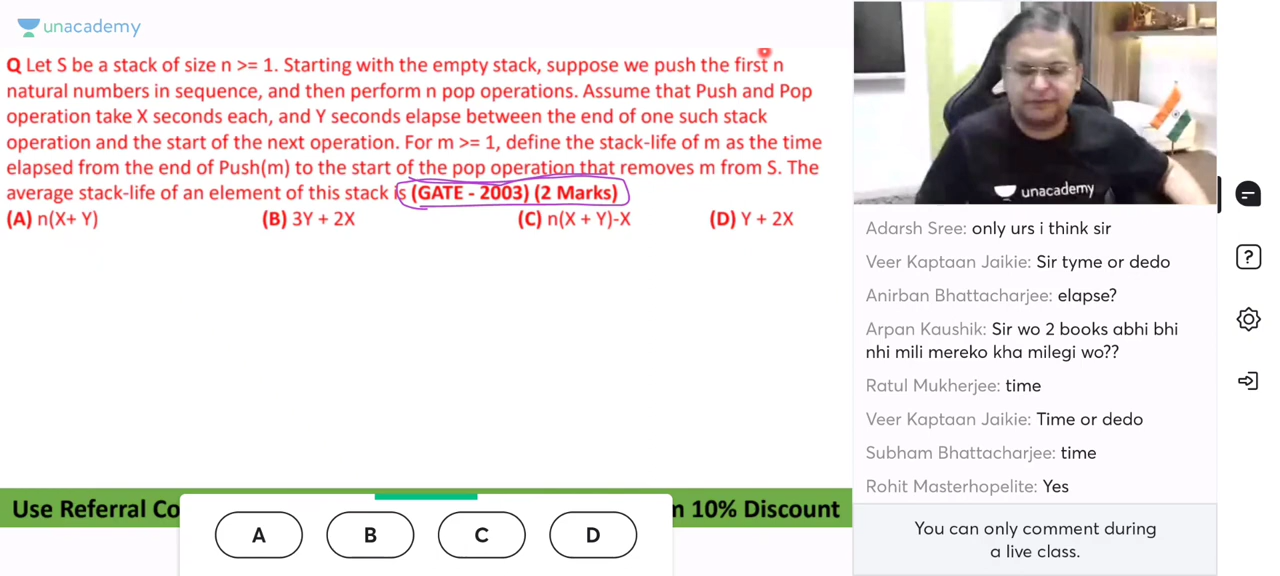 unacademy
Q Let S be a stack of size n >= 1. Starting with the empty stack, suppose we push the first n
natural numbers in sequence, and then perform n pop operations. Assume that Push and Pop
operation take X seconds each, and Y seconds elapse between the end of one such stack
operation and the start of the next operation. For m >= 1, define the stack-life of m as the time
elapsed from the end of Push(m) to the start of the pop operation that removes m from S. The
average stack-life of an element of this stack is (GATE - 2003) (2 Marks)
(A) n(X+ Y) (B) 3Y + 2X (C) n(X + Y)-X (D) Y + 2X
Use Referral Co
10% Discount
A B C D
unacademy
Adarsh Sree: only urs i think sir
Veer Kaptaan Jaikie: Sir tyme or dedo
Anirban Bhattacharjee: elapse?
Arpan Kaushik: Sir wo 2 books abhi bhi
nhi mili mereko kha milegi wo??
Ratul Mukherjee: time
Veer Kaptaan Jaikie: Time or dedo
Subham Bhattacharjee: time
Rohit Masterhopelite: Yes
You can only comment during
a live class.
?